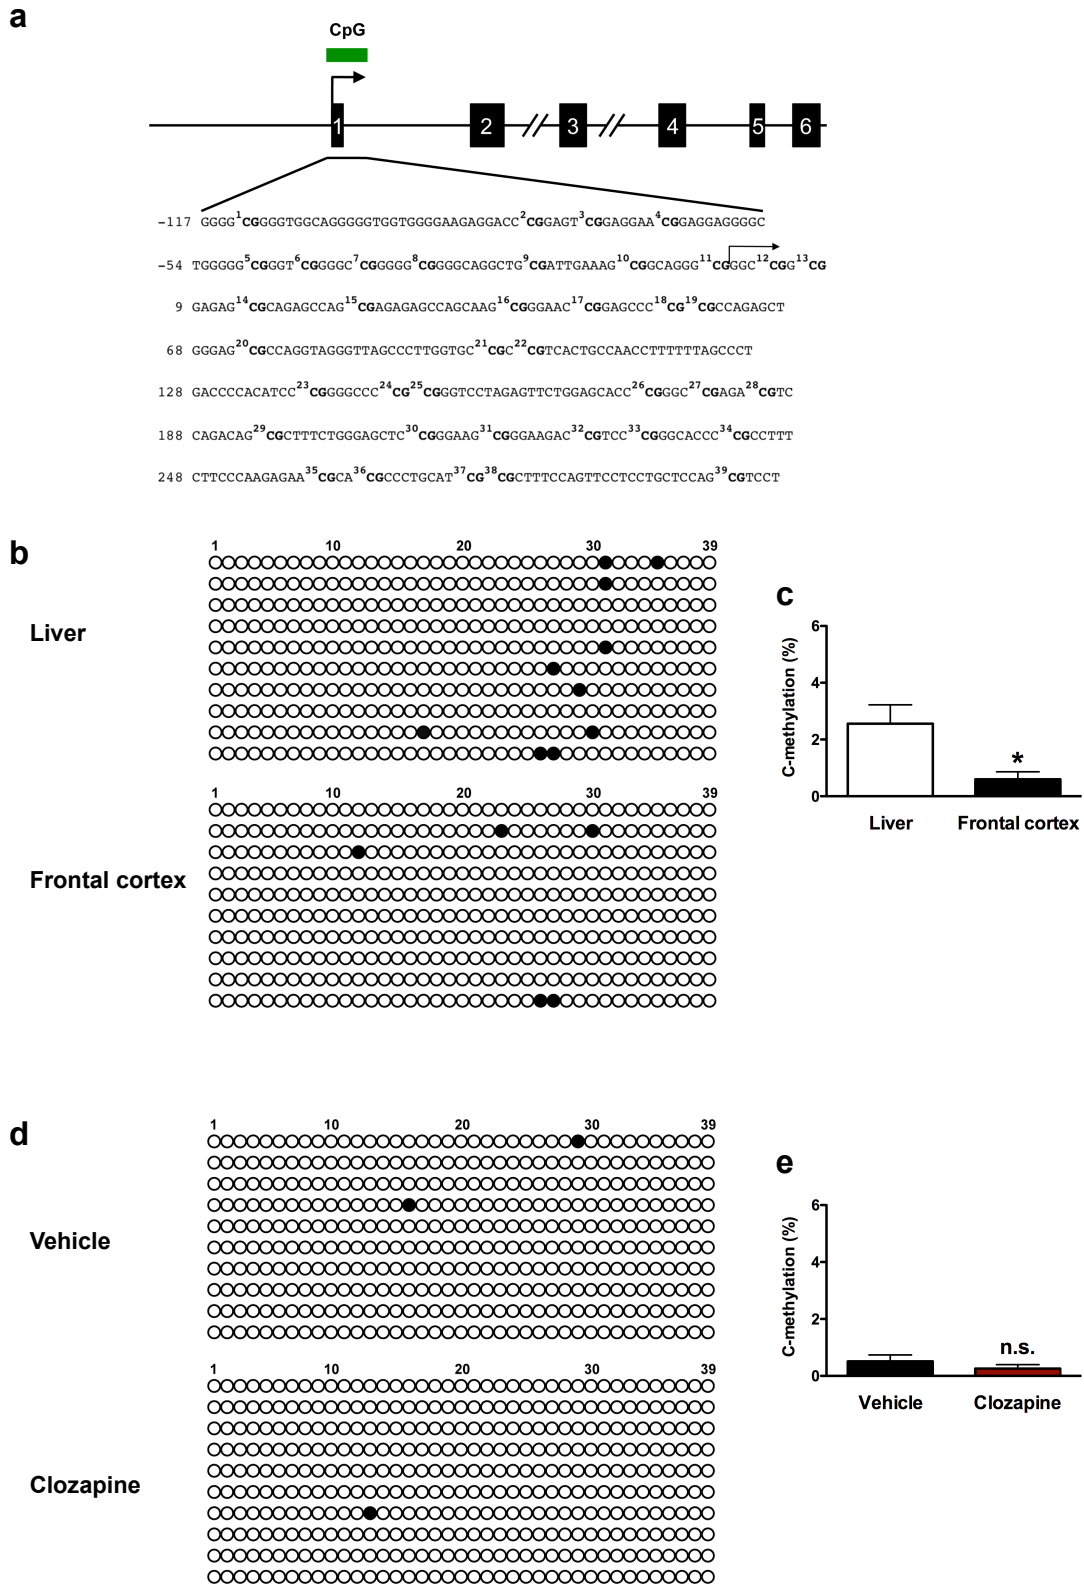 a
CpG
1 2 3 4 5 6
-117 GGGG1CGGGGTGGCAGGGGGTGGTGGGGAAGAGGACC2CGGAGT3CGGAGGAA4CGGAGGAGGGGC
-54 TGGGGG5CGGGT6CGGGGC7CGGGGG8CGGGGCAGGCTG9CGATTGAAAG10CGGCAGGG11CGGGC12CGG13CG
9 GAGAG14CGCAGAGCCAG15CGAGAGAGCCAGCAAG16CGGGAAC17CGGAGCCC18CG19CGCCAGAGCT
68 GGGAG20CGCCAGGTAGGGTTAGCCCTTGGTGC21CGC22CGTCACTGCCAACCTTTTTTAGCCCT
128 GACCCCACATCC23CGGGGCCC24CG25CGGGTCCTAGAGTTCTGGAGCACC26CGGGC27CGAGA28CGTC
188 CAGACAG29CGCTTTCTGGGAGCTC30CGGGAAG31CGGGAAGAC32CGTCC33CGGGCACCC34CGCCTTT
248 CTTCCCAAGAGAA35CGCA36CGCCCTGCAT37CG38CGCTTTCCAGTTCCTCCTGCTCCAG39CGTCCT
b
1 10 20 30 39
Liver
1 10 20 30 39
Frontal cortex
c
C-methylation (%)
6
4
2
0
*
Liver Frontal cortex
d
1 10 20 30 39
Vehicle
1 10 20 30 39
Clozapine
e
C-methylation (%)
6
4
2
0
n.s.
Vehicle Clozapine